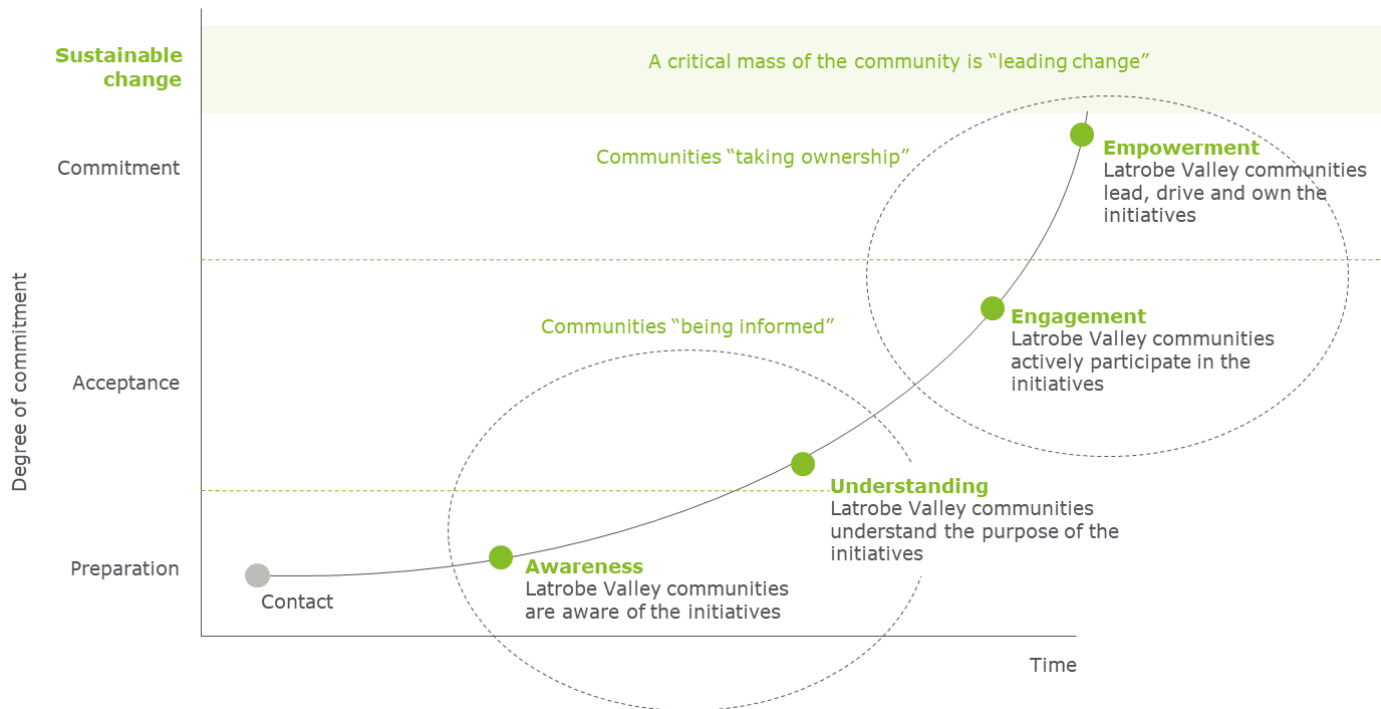 Sustainable
change
A critical mass of the community is “leading change”
Commitment
Communities “taking ownership”
Empowerment
Latrobe Valley communities
lead, drive and own the
initiatives
Degree of commitment
Communities “being informed”
Engagement
Latrobe Valley communities
actively participate in the
initiatives
Acceptance
Understanding
Latrobe Valley communities
understand the purpose of the
initiatives
Preparation
Contact
Awareness
Latrobe Valley communities
are aware of the initiatives
Time